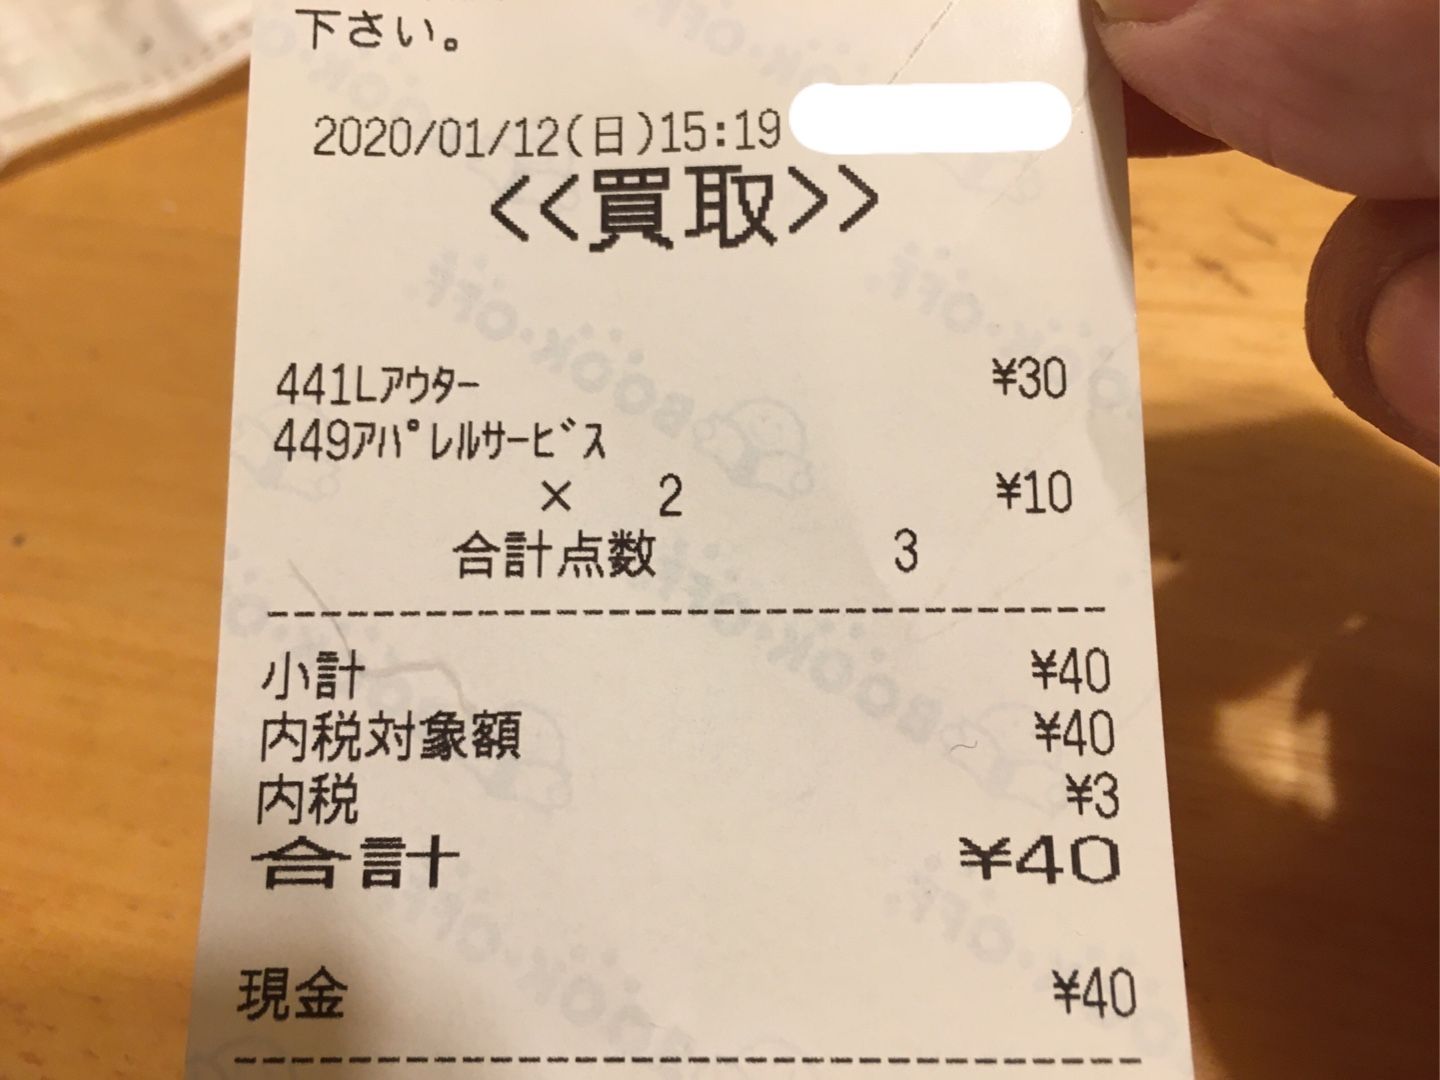 下さい。
2020/01/12(日)15:19
<<買取>>
441Lｱｳﾀｰ ¥30
449ｱﾊﾟﾚﾙｻｰﾋﾞｽ
× 2 ¥10
合計点数 3
小計 ¥40
内税対象額 ¥40
内税 ¥3
合計 ¥40
現金 ¥40